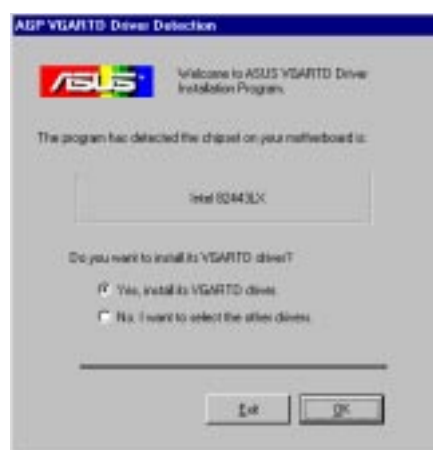 AGP VGARTD Driver Detection
ASUS
Welcome to ASUS VGARTD Driver
Installation Program.
The program has detected the chipset on your motherboard is:
Intel 82443LX
Do you want to install its VGARTD driver?
Yes, install its VGARTD driver.
No. I want to select the other drivers.
Exit
OK